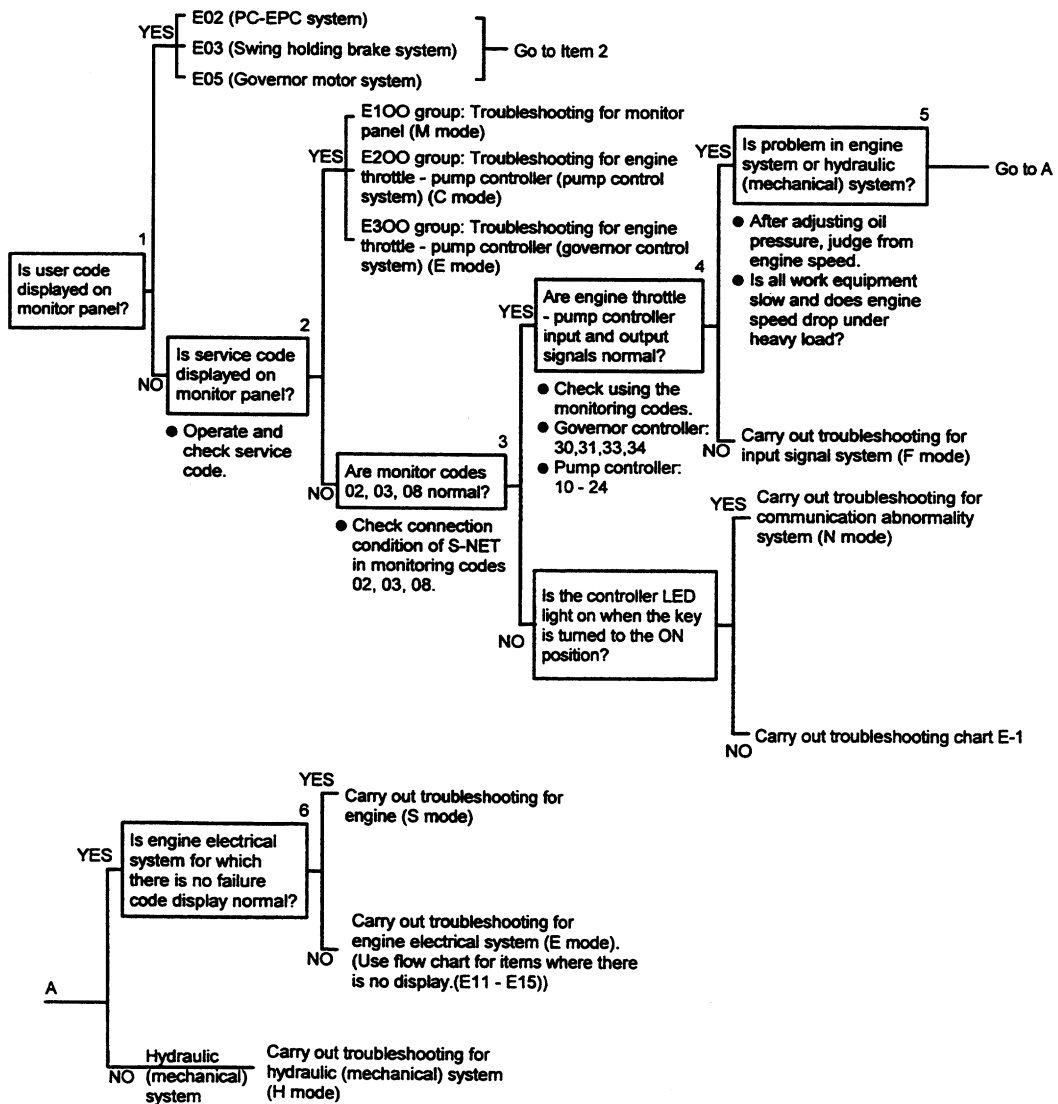 YES
E02 (PC-EPC system)
E03 (Swing holding brake system)
E05 (Governor motor system)
Go to Item 2
1
Is user code
displayed on
monitor panel?
NO
2
Is service code
displayed on
monitor panel?
● Operate and
check service
code.
YES
E1OO group: Troubleshooting for monitor
panel (M mode)
E2OO group: Troubleshooting for engine
throttle - pump controller (pump control
system) (C mode)
E3OO group: Troubleshooting for engine
throttle - pump controller (governor control
system) (E mode)
NO
3
Are monitor codes
02, 03, 08 normal?
● Check connection
condition of S-NET
in monitoring codes
02, 03, 08.
YES
4
Are engine throttle
- pump controller
input and output
signals normal?
● Check using the
monitoring codes.
● Governor controller:
30,31,33,34
● Pump controller:
10 - 24
YES
5
Is problem in engine
system or hydraulic
(mechanical) system?
Go to A
● After adjusting oil
pressure, judge from
engine speed.
● Is all work equipment
slow and does engine
speed drop under
heavy load?
NO
Carry out troubleshooting for
input signal system (F mode)
NO
Is the controller LED
light on when the key
is turned to the ON
position?
YES
Carry out troubleshooting for
communication abnormality
system (N mode)
NO
Carry out troubleshooting chart E-1
A
YES
6
Is engine electrical
system for which
there is no failure
code display normal?
YES
Carry out troubleshooting for
engine (S mode)
NO
Carry out troubleshooting for
engine electrical system (E mode).
(Use flow chart for items where there
is no display.(E11 - E15))
NO
Hydraulic
(mechanical)
system
Carry out troubleshooting for
hydraulic (mechanical) system
(H mode)